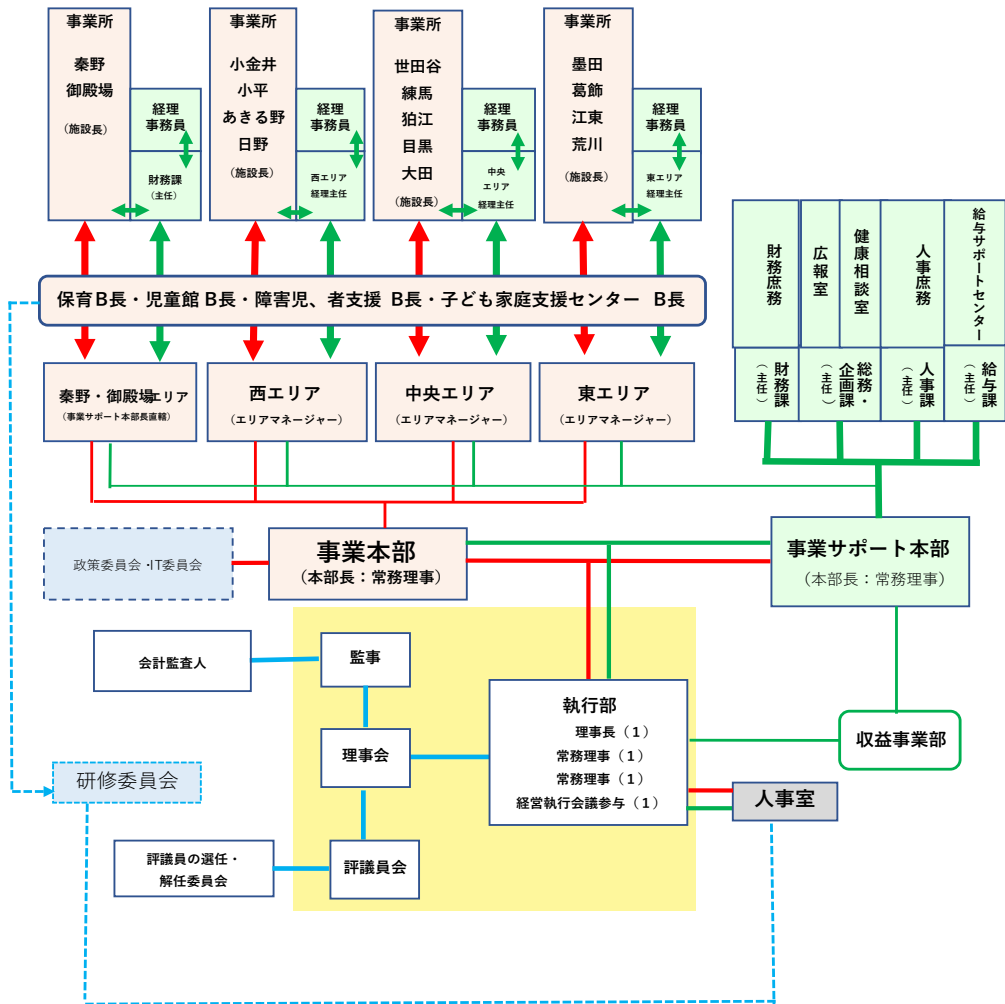 事業所
秦野
御殿場
(施設長)
経理
事務員
財務課
(主任)
事業所
小金井
小平
あきる野
日野
(施設長)
経理
事務員
西エリア
経理主任
事業所
世田谷
練馬
狛江
目黒
大田
(施設長)
経理
事務員
中央
エリア
経理主任
事業所
墨田
葛飾
江東
荒川
(施設長)
経理
事務員
東エリア
経理主任
財務庶務
広報室
健康相談室
人事庶務
給与サポートセンター
財務課
(主任)
総務・
企画課
(主任)
人事課
(主任)
給与課
(主任)
保育B長・児童館 B長・障害児、者支援 B長・子ども家庭支援センター B長
秦野・御殿場エリア
(事業サポート本部長直轄)
西エリア
(エリアマネージャー)
中央エリア
(エリアマネージャー)
東エリア
(エリアマネージャー)
政策委員会・IT委員会
事業本部
(本部長：常務理事)
事業サポート本部
(本部長：常務理事)
会計監査人
監事
理事会
執行部
理事長(1)
常務理事(1)
常務理事(1)
経営執行会議参与(1)
収益事業部
研修委員会
人事室
評議員の選任・
解任委員会
評議員会